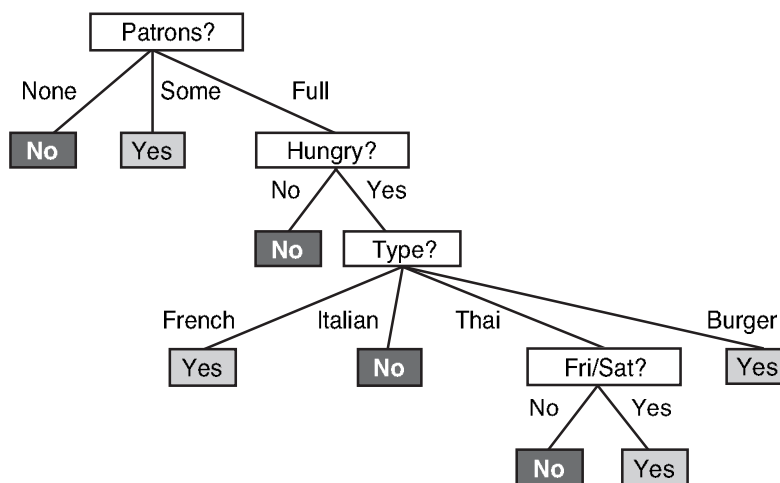 Patrons?
None Some Full
No Yes Hungry?
No Yes
No Type?
French Italian Thai Burger
Yes No Fri/Sat? Yes
No Yes
No Yes